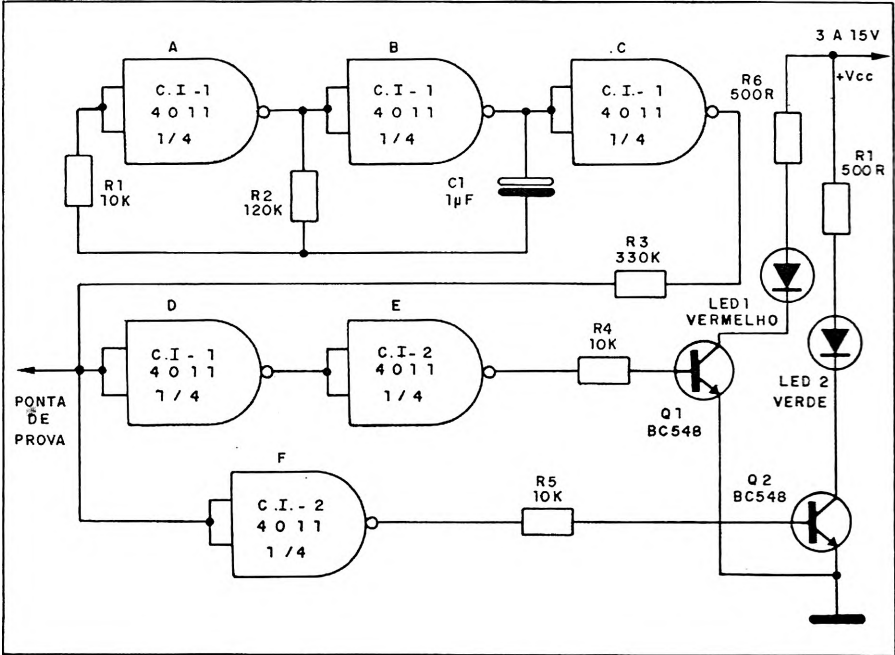 A
B
.C
C.I.-1
4011
1/4
C.I-1
4011
1/4
C.I.-1
4011
1/4
3 A 15V
+Vcc
R6
500R
R1
500R
R1
10K
R2
120K
C1
1µF
R3
330K
D
E
C.I-1
4011
1/4
C.I-2
4011
1/4
R4
10K
LED1
VERMELHO
LED 2
VERDE
Q1
BC548
PONTA
DE
PROVA
F
C.I.-2
4011
1/4
R5
10K
Q2
BC548